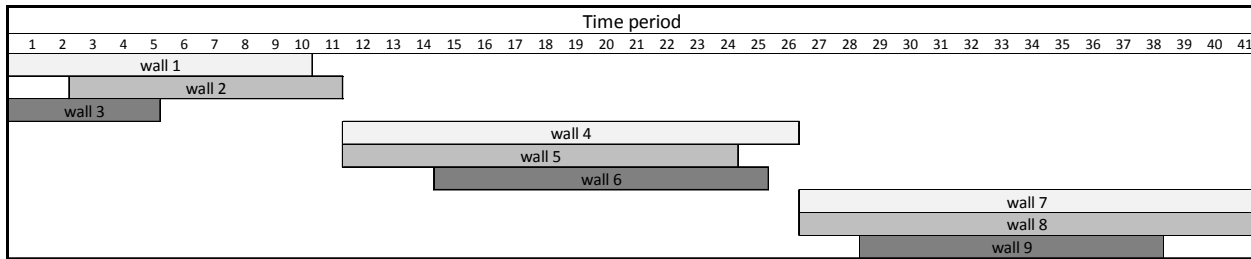 Time period
1 2 3 4 5 6 7 8 9 10 11 12 13 14 15 16 17 18 19 20 21 22 23 24 25 26 27 28 29 30 31 32 33 34 35 36 37 38 39 40 41
wall 1
wall 2
wall 3
wall 4
wall 5
wall 6
wall 7
wall 8
wall 9